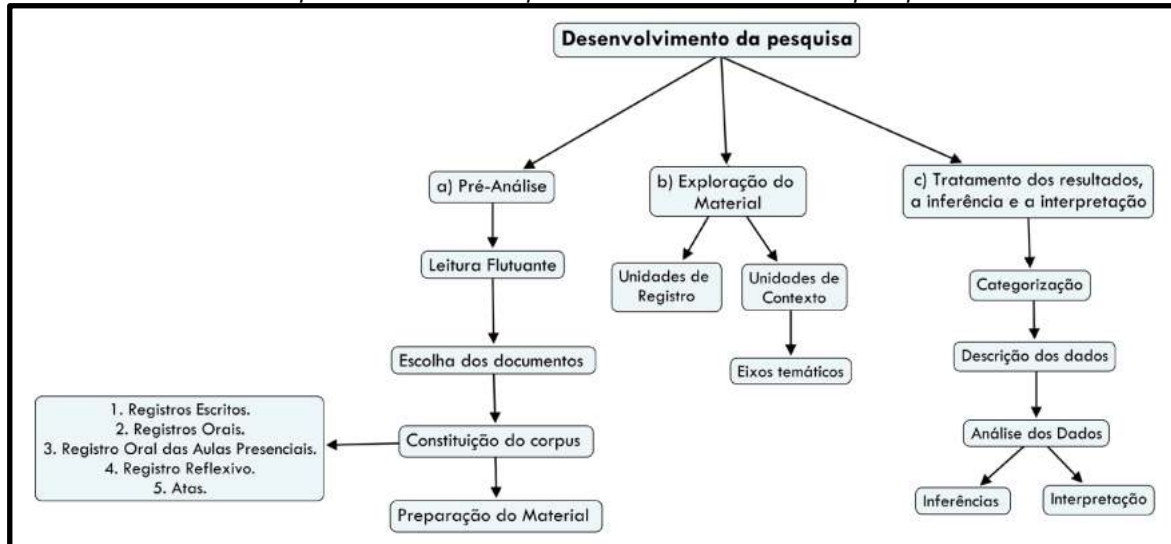 Desenvolvimento da pesquisa
a) Pré-Análise
Leitura Flutuante
Escolha dos documentos
Constituição do corpus
1. Registros Escritos.
2. Registros Orais.
3. Registro Oral das Aulas Presenciais.
4. Registro Reflexivo.
5. Atas.
Preparação do Material
b) Exploração do
Material
Unidades de
Registro
Unidades de
Contexto
Eixos temáticos
c) Tratamento dos resultados,
a inferência e a interpretação
Categorização
Descrição dos dados
Análise dos Dados
Inferências
Interpretação